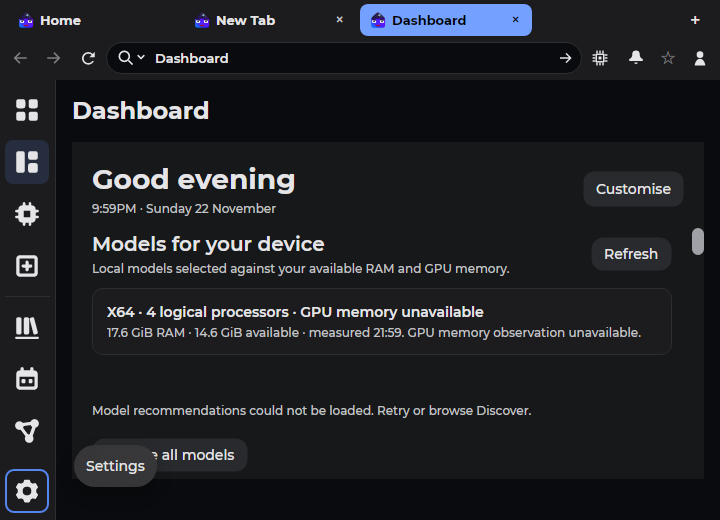 Home
New Tab
×
Dashboard
×
+
Dashboard
Dashboard
Good evening
9:59PM · Sunday 22 November
Customise
Models for your device
Local models selected against your available RAM and GPU memory.
Refresh
X64 · 4 logical processors · GPU memory unavailable
17.6 GiB RAM · 14.6 GiB available · measured 21:59. GPU memory observation unavailable.
Model recommendations could not be loaded. Retry or browse Discover.
all models
Settings